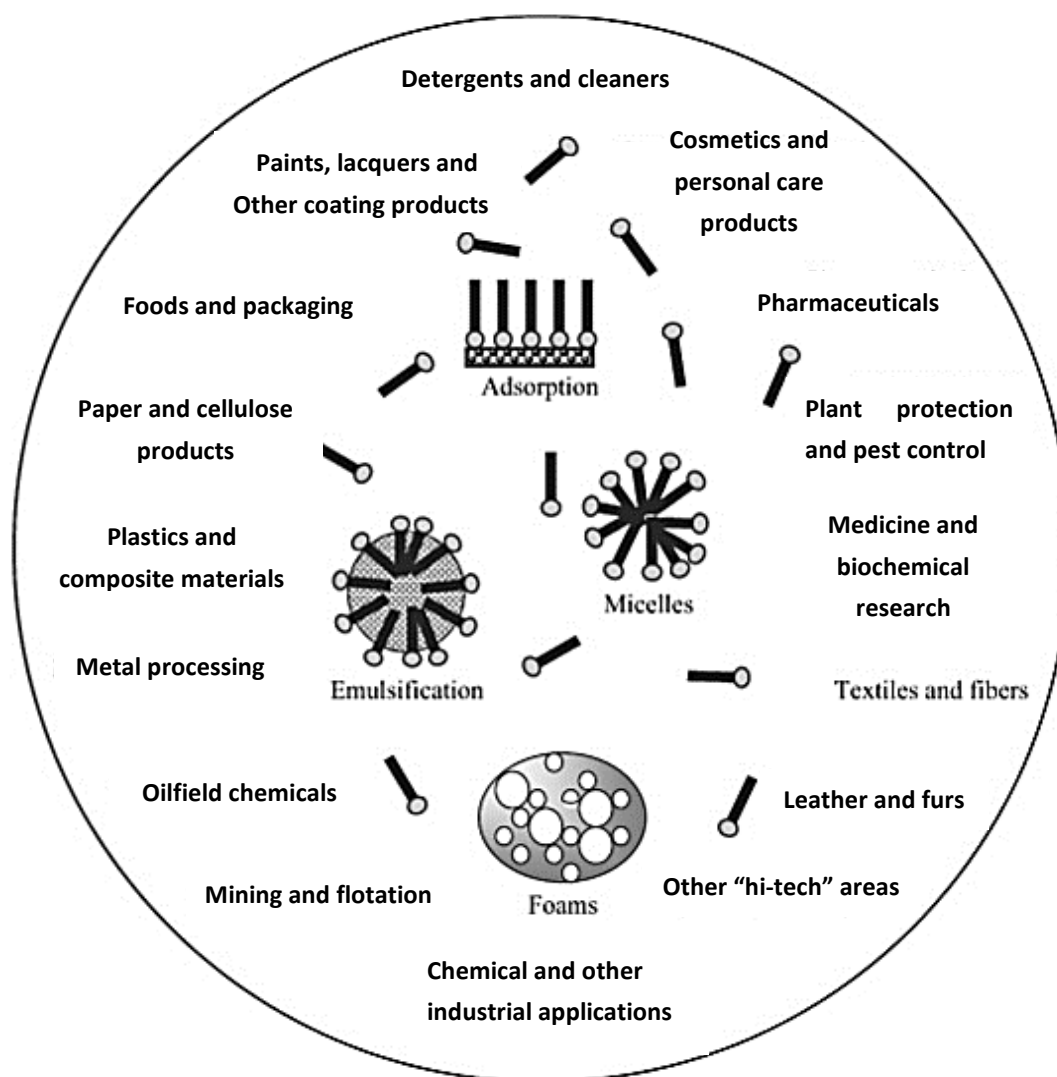 Detergents and cleaners
Paints, lacquers and
Other coating products
Cosmetics and
personal care
products
Foods and packaging
Pharmaceuticals
Adsorption
Paper and cellulose
products
Plant protection
and pest control
Plastics and
composite materials
Medicine and
biochemical
research
Micelles
Metal processing
Emulsification
Textiles and fibers
Oilfield chemicals
Leather and furs
Mining and flotation
Other “hi-tech” areas
Foams
Chemical and other
industrial applications